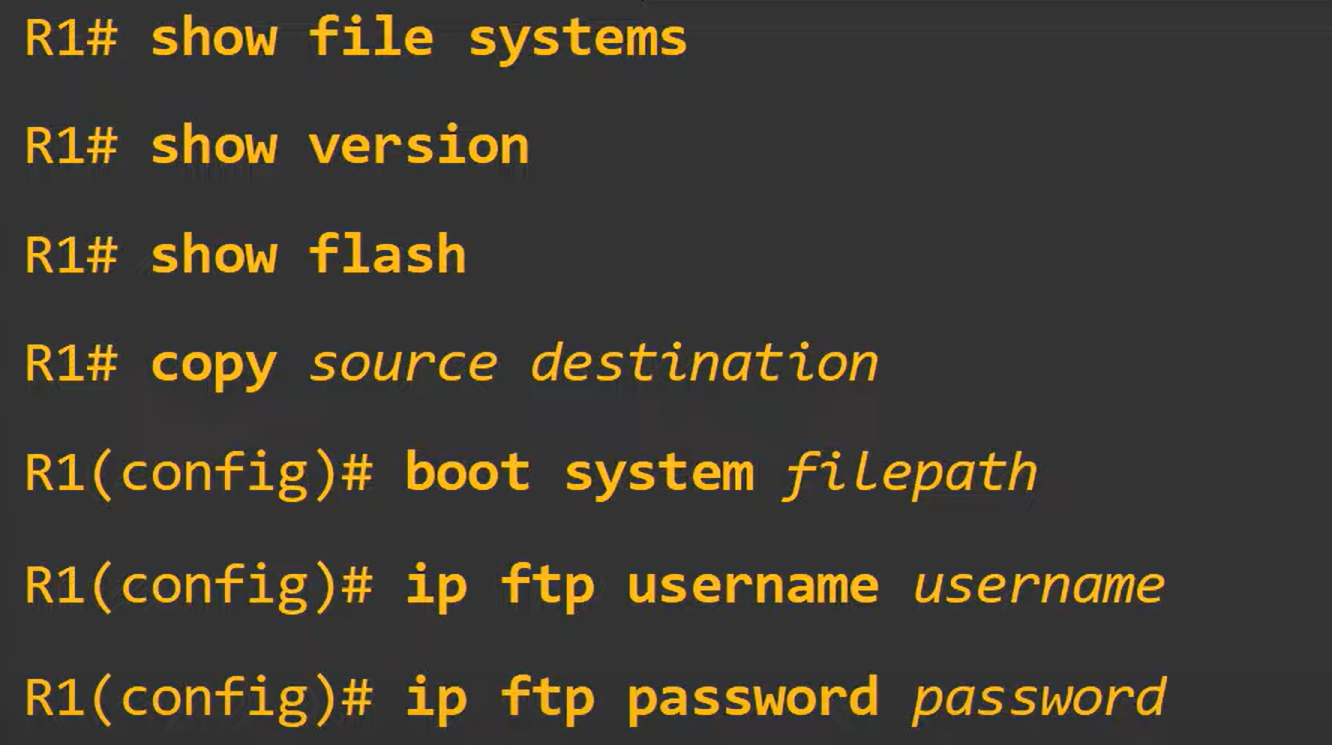 R1# show file systems
R1# show version
R1# show flash
R1# copy source destination
R1(config)# boot system filepath
R1(config)# ip ftp username username
R1(config)# ip ftp password password